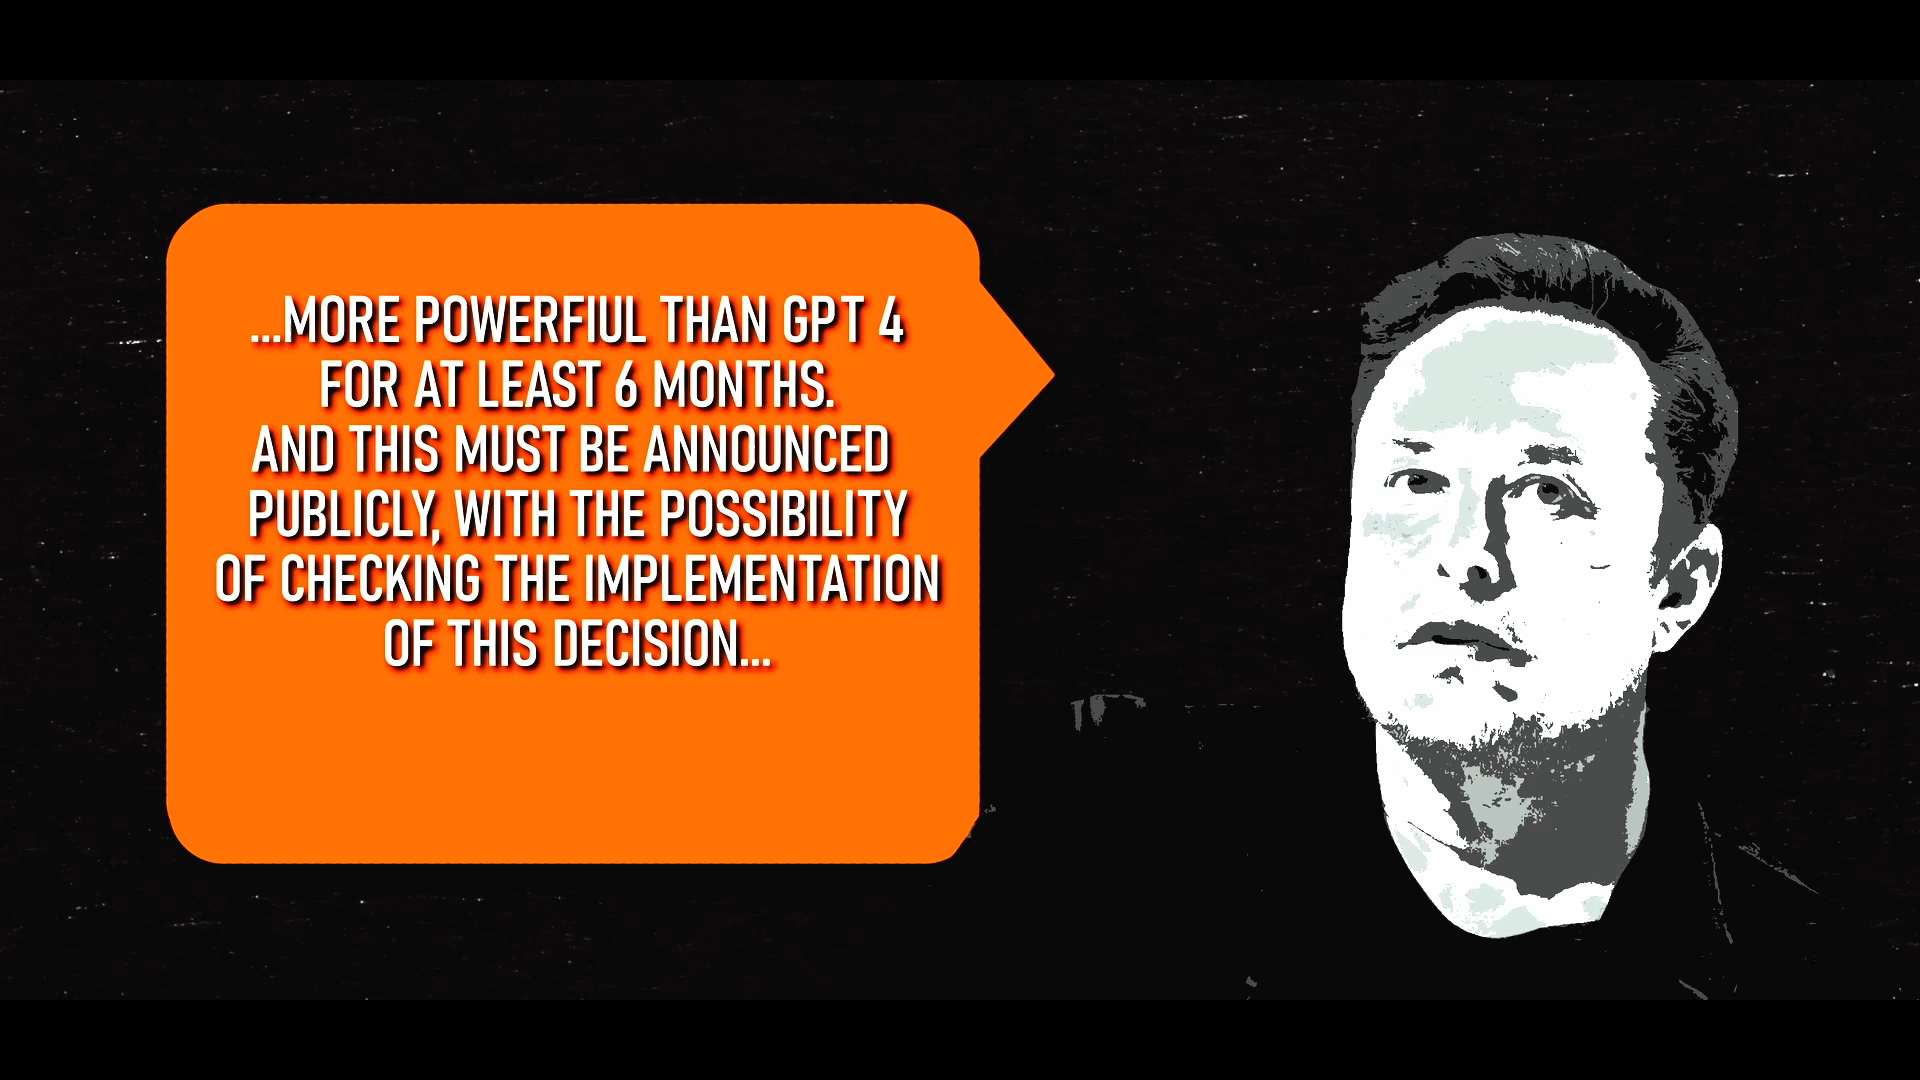 ...MORE POWERFIUL THAN GPT 4
FOR AT LEAST 6 MONTHS.
AND THIS MUST BE ANNOUNCED
PUBLICLY, WITH THE POSSIBILITY
OF CHECKING THE IMPLEMENTATION
OF THIS DECISION...